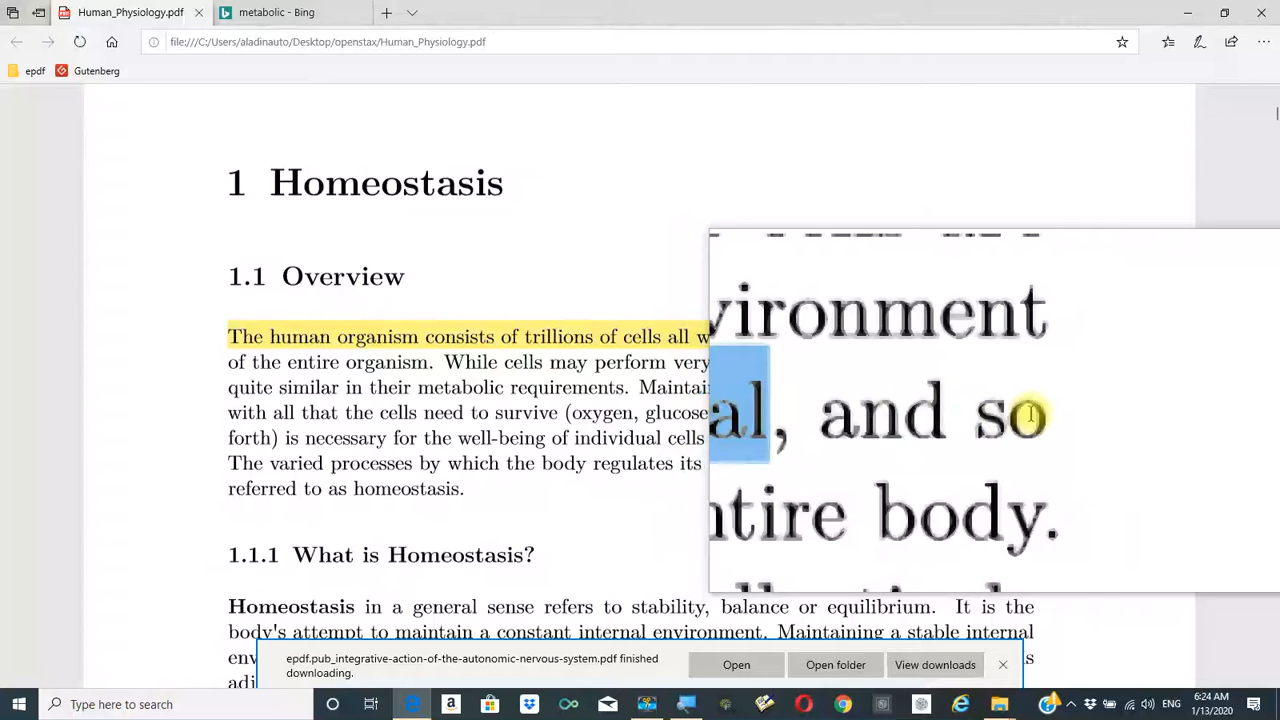 Human_Physiology.pdf
metabolic - Bing
file:///C:/Users/aladinauto/Desktop/openstax/Human_Physiology.pdf
epdf
Gutenberg
1 Homeostasis
1.1 Overview
The human organism consists of trillions of cells all w
of the entire organism. While cells may perform very
quite similar in their metabolic requirements. Maintai
with all that the cells need to survive (oxygen, glucose
forth) is necessary for the well-being of individual cells
The varied processes by which the body regulates its
referred to as homeostasis.
vironment
al, and so
ntire body.
1.1.1 What is Homeostasis?
Homeostasis in a general sense refers to stability, balance or equilibrium. It is the
body's attempt to maintain a constant internal environment. Maintaining a stable internal
env
adj
epdf.pub_integrative-action-of-the-autonomic-nervous-system.pdf finished
downloading.
Open
Open folder
View downloads
Type here to search
ENG
6:24 AM
1/13/2020